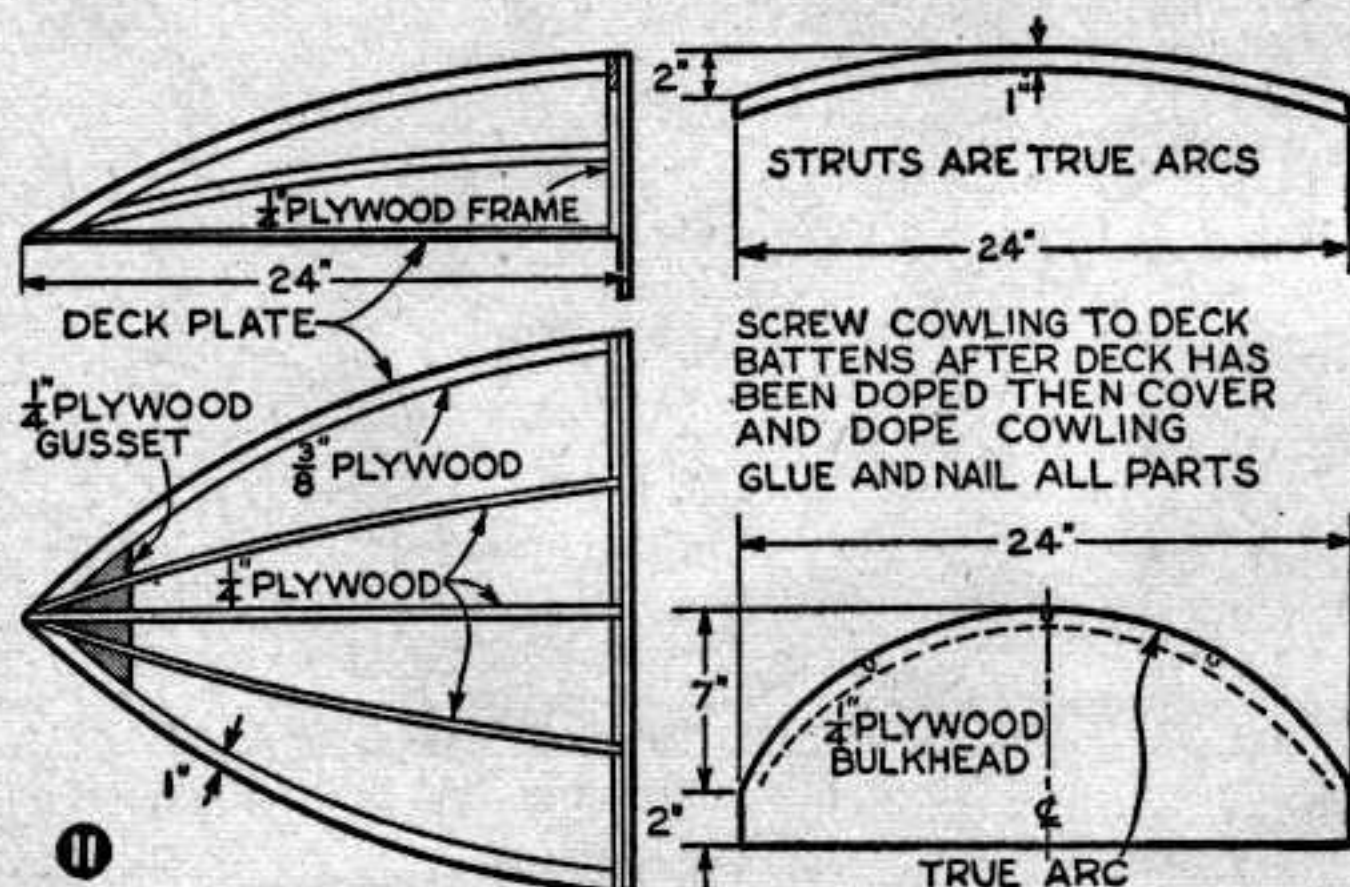 2"
1"
STRUTS ARE TRUE ARCS
24"
1/4" PLYWOOD FRAME
24"
DECK PLATE
1/4" PLYWOOD
GUSSET
3/8 PLYWOOD
1/4" PLYWOOD
1"
11
SCREW COWLING TO DECK
BATTENS AFTER DECK HAS
BEEN DOPED THEN COVER
AND DOPE COWLING
GLUE AND NAIL ALL PARTS
24"
7"
1/4" PLYWOOD
BULKHEAD
2"
℄
TRUE ARC